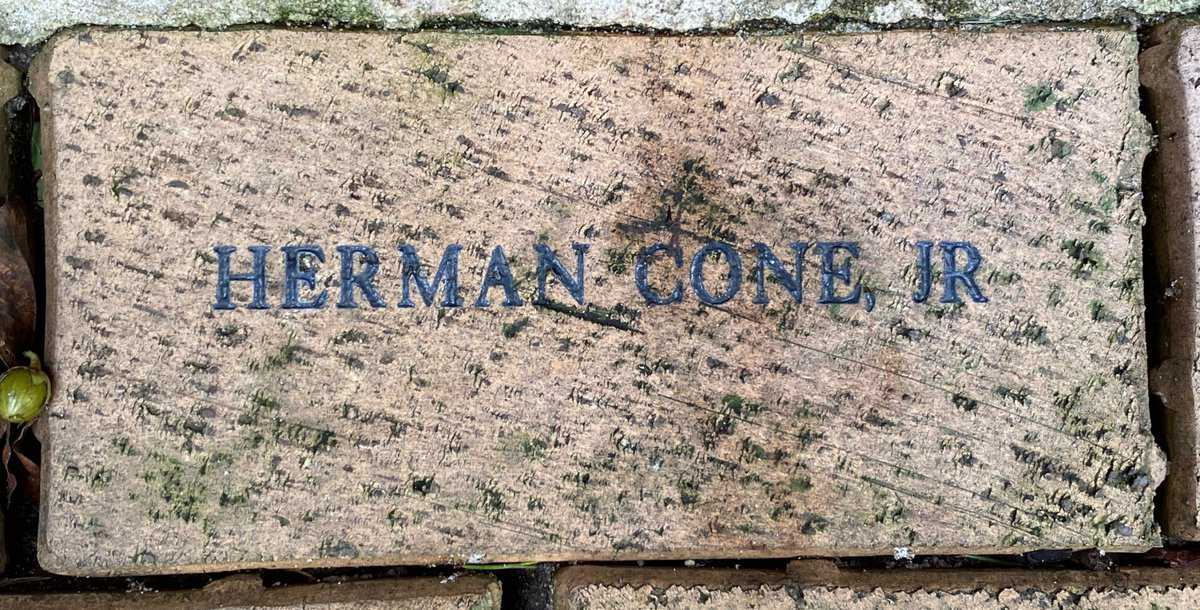 HERMAN CONE, JR